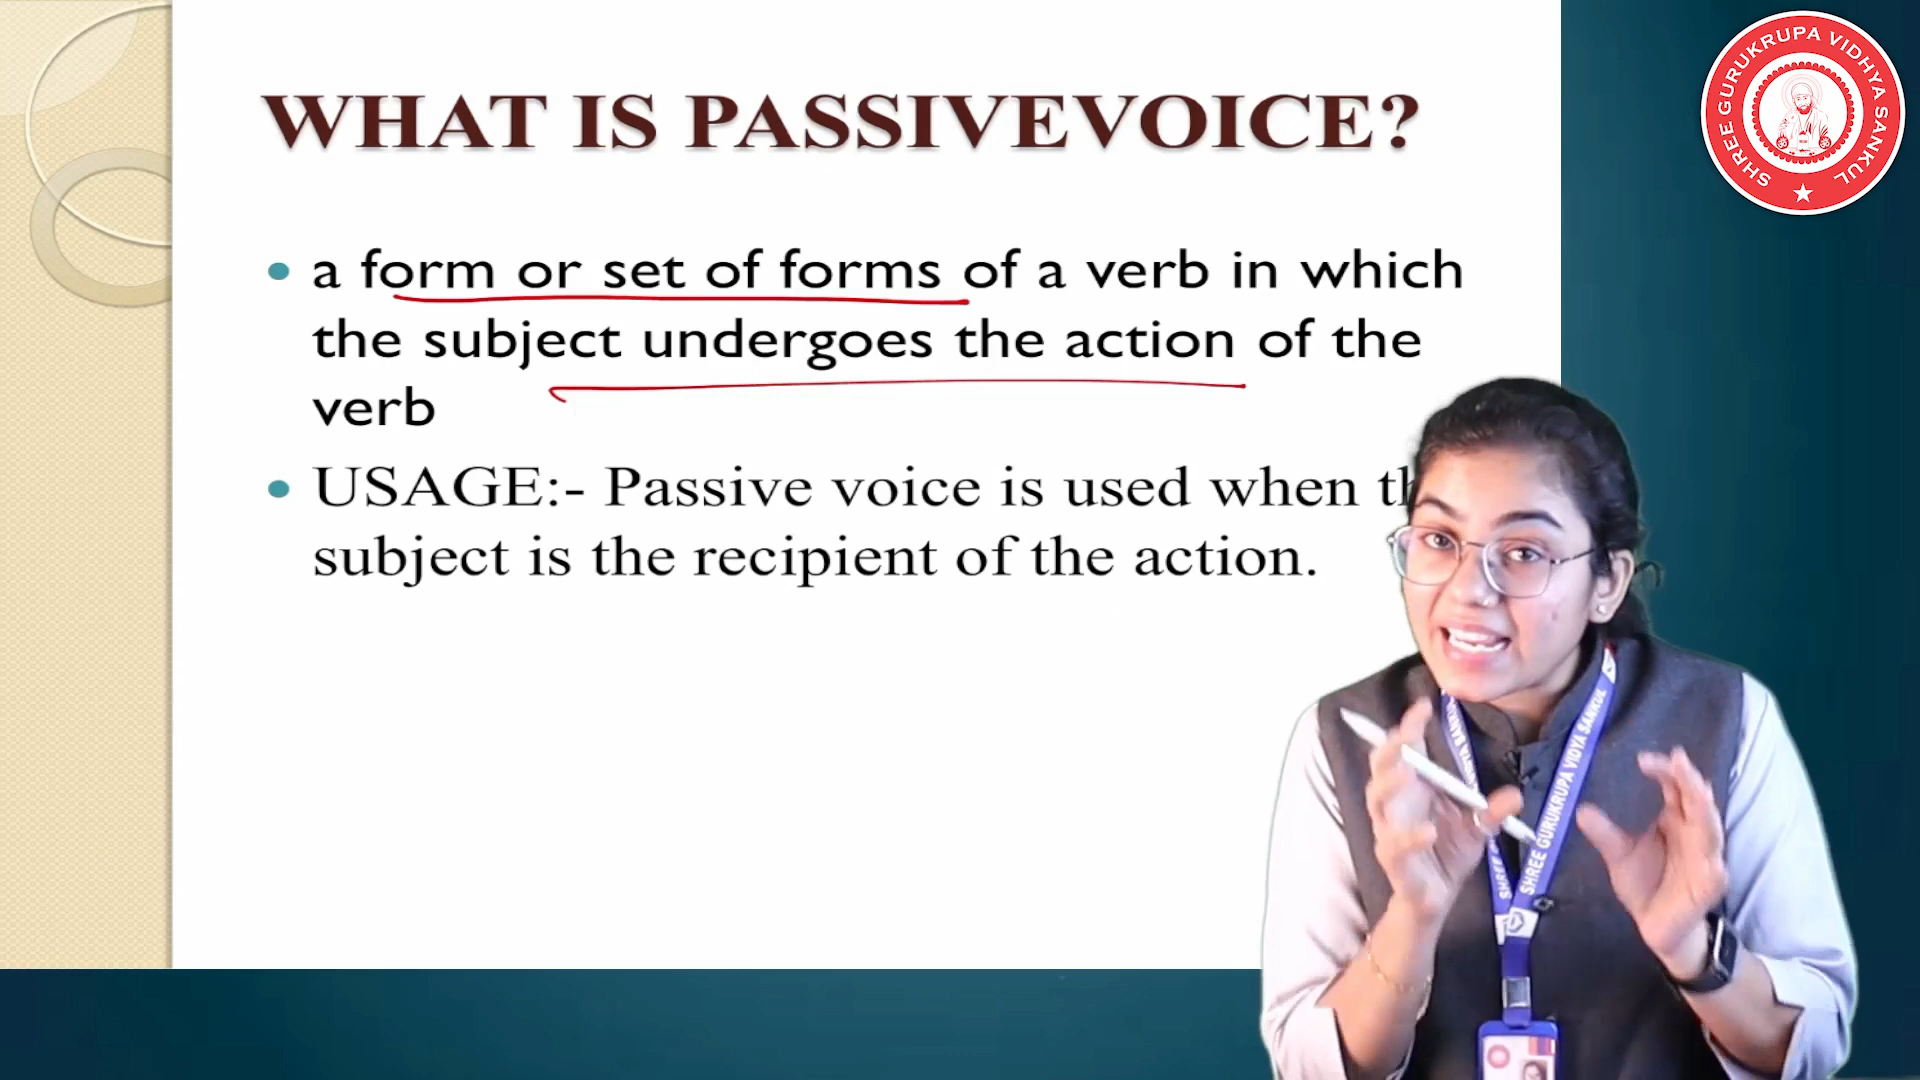 WHAT IS PASSIVEVOICE?
a form or set of forms of a verb in which
the subject undergoes the action of the
verb
USAGE:- Passive voice is used when
subject is the recipient of the action.
SHREE GURUKRUPA VIDHYA SANKUL
SHREE GURUKRUPA VIDYA SANKUL